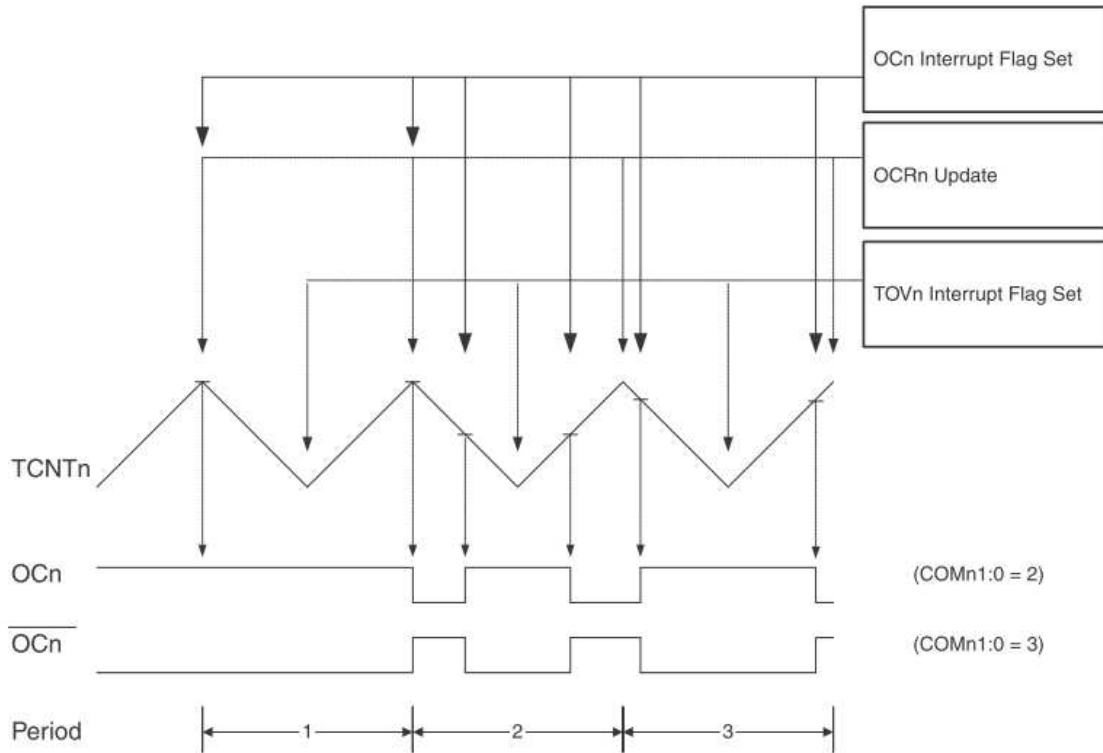 OCn Interrupt Flag Set
OCRn Update
TOVn Interrupt Flag Set
TCNTn
OCn
(COMn1:0 = 2)
OCn
(COMn1:0 = 3)
Period
1
2
3